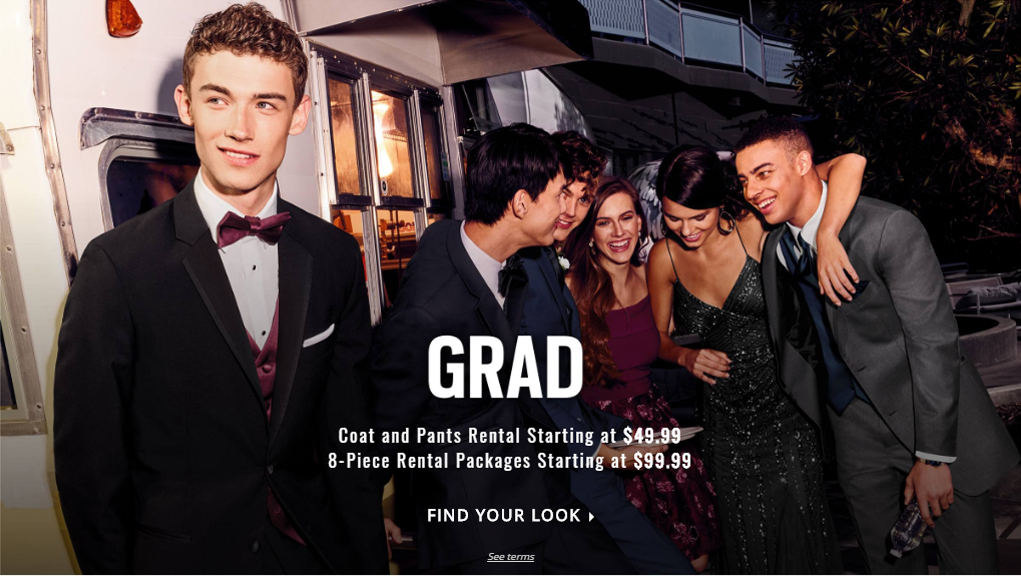 GRAD
Coat and Pants Rental Starting at $49.99
8-Piece Rental Packages Starting at $99.99
FIND YOUR LOOK
See terms